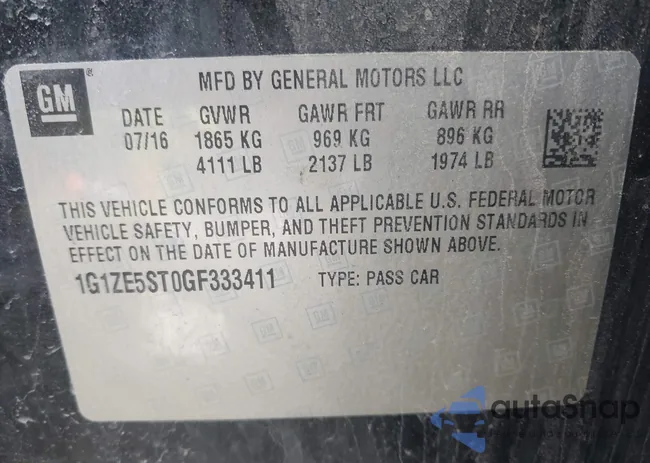 GM
MFD BY GENERAL MOTORS LLC
DATE GVWR GAWR FRT GAWR RR
07/16 1865 KG 969 KG 896 KG
4111 LB 2137 LB 1974 LB
THIS VEHICLE CONFORMS TO ALL APPLICABLE U.S. FEDERAL MOTOR
VEHICLE SAFETY, BUMPER, AND THEFT PREVENTION STANDARDS IN
EFFECT ON THE DATE OF MANUFACTURE SHOWN ABOVE.
1G1ZE5ST0GF333411 TYPE: PASS CAR
autoSnap